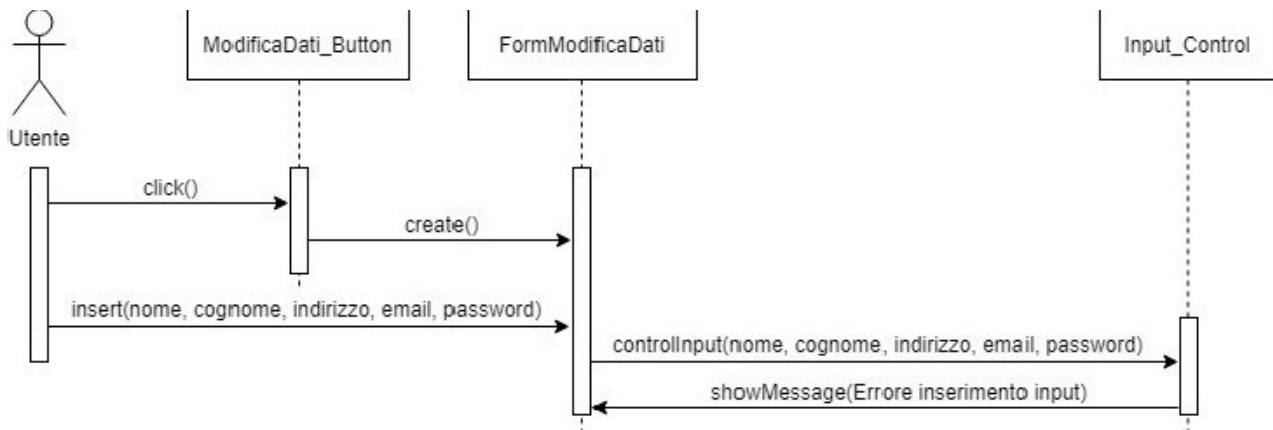 ModificaDati_Button
FormModificaDati
Input_Control
Utente
click()
create()
insert(nome, cognome, indirizzo, email, password)
controlInput(nome, cognome, indirizzo, email, password)
showMessage(Errore inserimento input)